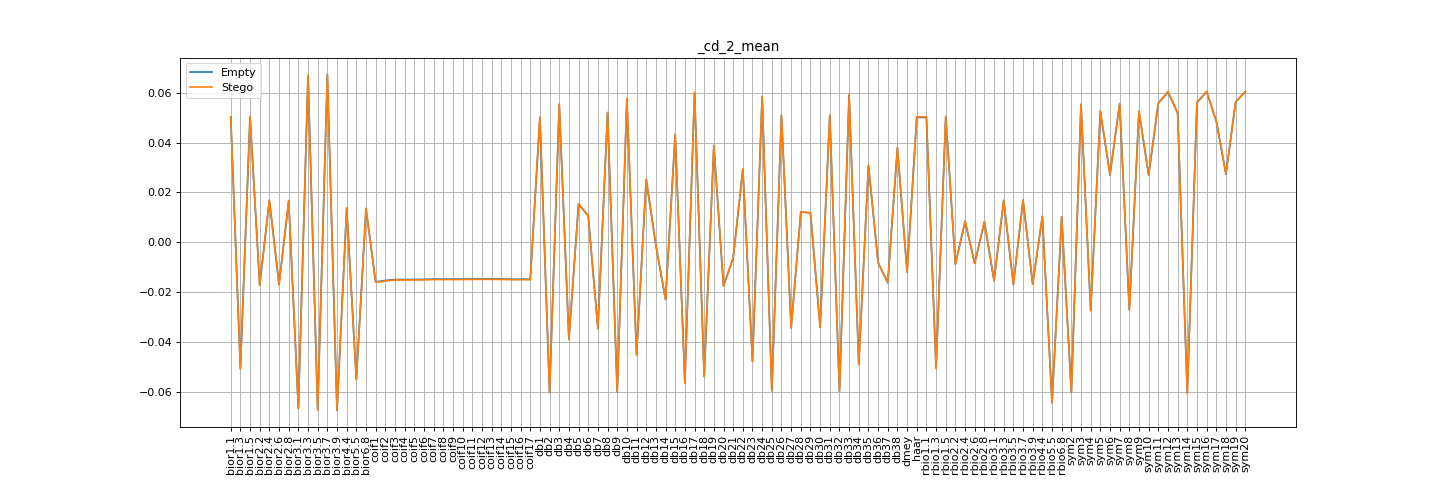 _cd_2_mean
Empty
Stego
0.06
0.04
0.02
0.00
−0.02
−0.04
−0.06
bior1.1
bior1.3
bior1.5
bior2.2
bior2.4
bior2.6
bior2.8
bior3.1
bior3.3
bior3.5
bior3.7
bior3.9
bior4.4
bior5.5
bior6.8
coif1
coif2
coif3
coif4
coif5
coif6
coif7
coif8
coif9
coif10
coif11
coif12
coif13
coif14
coif15
coif16
coif17
db1
db2
db3
db4
db5
db6
db7
db8
db9
db10
db11
db12
db13
db14
db15
db16
db17
db18
db19
db20
db21
db22
db23
db24
db25
db26
db27
db28
db29
db30
db31
db32
db33
db34
db35
db36
db37
db38
dmey
haar
rbio1.1
rbio1.3
rbio1.5
rbio2.2
rbio2.4
rbio2.6
rbio2.8
rbio3.1
rbio3.3
rbio3.5
rbio3.7
rbio3.9
rbio4.4
rbio5.5
rbio6.8
sym2
sym3
sym4
sym5
sym6
sym7
sym8
sym9
sym10
sym11
sym12
sym13
sym14
sym15
sym16
sym17
sym18
sym19
sym20